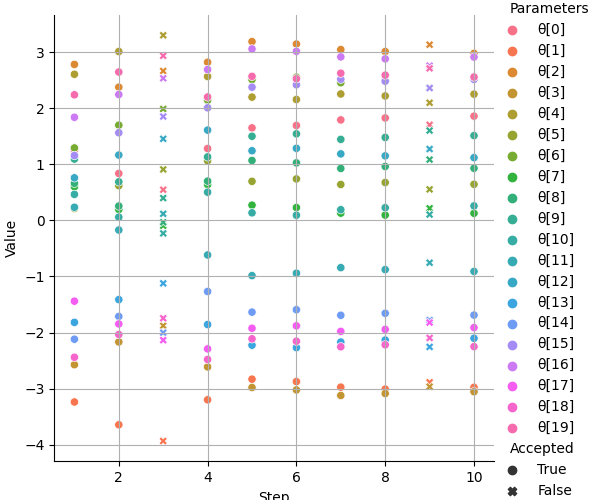 Parameters
θ[0]
θ[1]
θ[2]
θ[3]
θ[4]
θ[5]
θ[6]
θ[7]
θ[8]
θ[9]
θ[10]
θ[11]
θ[12]
θ[13]
θ[14]
θ[15]
θ[16]
θ[17]
θ[18]
θ[19]
Accepted
True
False
Value
3
2
1
0
−1
−2
−3
−4
2 4 6 8 10
Step